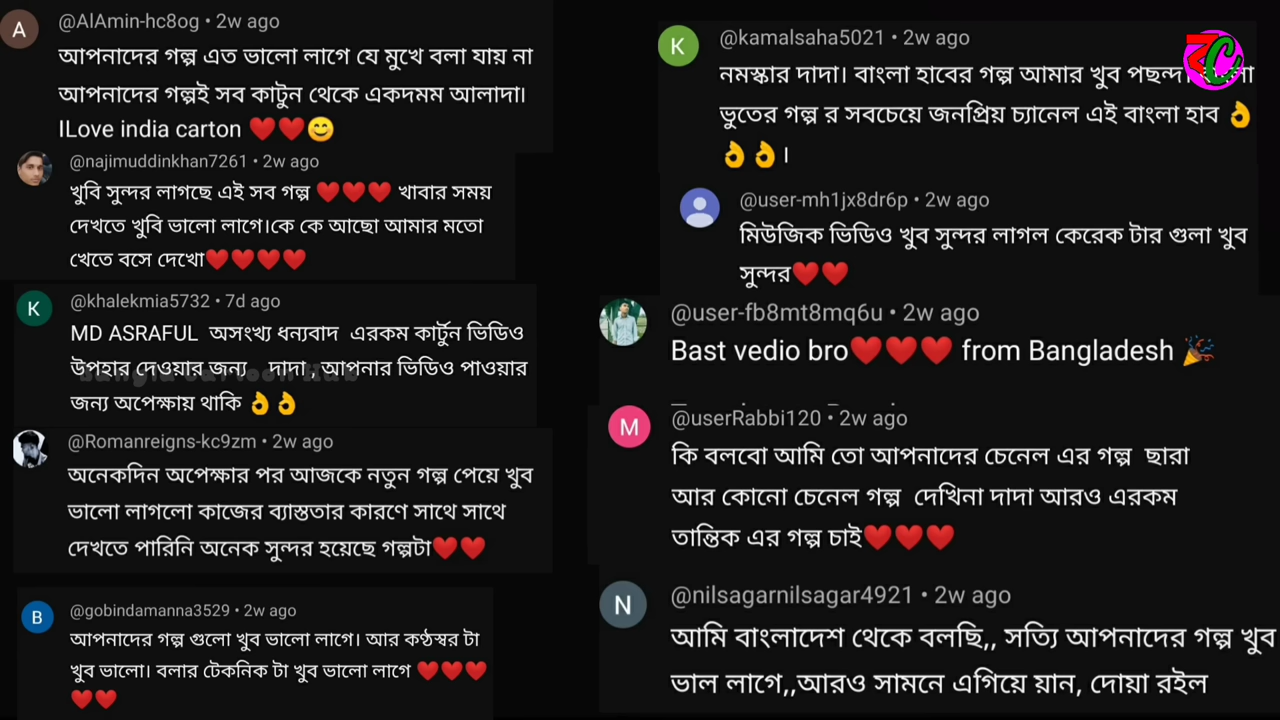 @AlAmin-hc8og • 2w ago
আপনাদের গল্প এত ভালো লাগে যে মুখে বলা যায় না
আপনাদের গল্পই সব কাটুন থেকে একদমম আলাদা।
ILove india carton ❤️❤️😊
@najimuddinkhan7261 • 2w ago
খুবি সুন্দর লাগছে এই সব গল্প ❤️❤️❤️ খাবার সময়
দেখতে খুবি ভালো লাগে।কে কে আছো আমার মতো
খেতে বসে দেখো❤️❤️❤️❤️
@khalekmia5732 • 7d ago
MD ASRAFUL অসংখ্য ধন্যবাদ এরকম কার্টুন ভিডিও
উপহার দেওয়ার জন্য দাদা , আপনার ভিডিও পাওয়ার
জন্য অপেক্ষায় থাকি 👌👌
@Romanreigns-kc9zm • 2w ago
অনেকদিন অপেক্ষার পর আজকে নতুন গল্প পেয়ে খুব
ভালো লাগলো কাজের ব্যাস্ততার কারণে সাথে সাথে
দেখতে পারিনি অনেক সুন্দর হয়েছে গল্পটা❤️❤️
B
@gobindamanna3529 • 2w ago
আপনাদের গল্প গুলো খুব ভালো লাগে। আর কণ্ঠস্বর টা
খুব ভালো। বলার টেকনিক টা খুব ভালো লাগে ❤️❤️❤️
❤️❤️
A
K
K
@kamalsaha5021 • 2w ago
নমস্কার দাদা। বাংলা হাবের গল্প আমার খুব পছন্দ।
ভুতের গল্প র সবচেয়ে জনপ্রিয় চ্যানেল এই বাংলা হাব 👌
👌👌।
@user-mh1jx8dr6p • 2w ago
মিউজিক ভিডিও খুব সুন্দর লাগল কেরেক টার গুলা খুব
সুন্দর❤️❤️
@user-fb8mt8mq6u • 2w ago
Bast vedio bro❤️❤️❤️ from Bangladesh 🎉
M
@userRabbi120 • 2w ago
কি বলবো আমি তো আপনাদের চেনেল এর গল্প ছারা
আর কোনো চেনেল গল্প দেখিনা দাদা আরও এরকম
তান্তিক এর গল্প চাই❤️❤️❤️
N
@nilsagarnilsagar4921 • 2w ago
আমি বাংলাদেশ থেকে বলছি,, সত্যি আপনাদের গল্প খুব
ভাল লাগে,,আরও সামনে এগিয়ে য়ান, দোয়া রইল